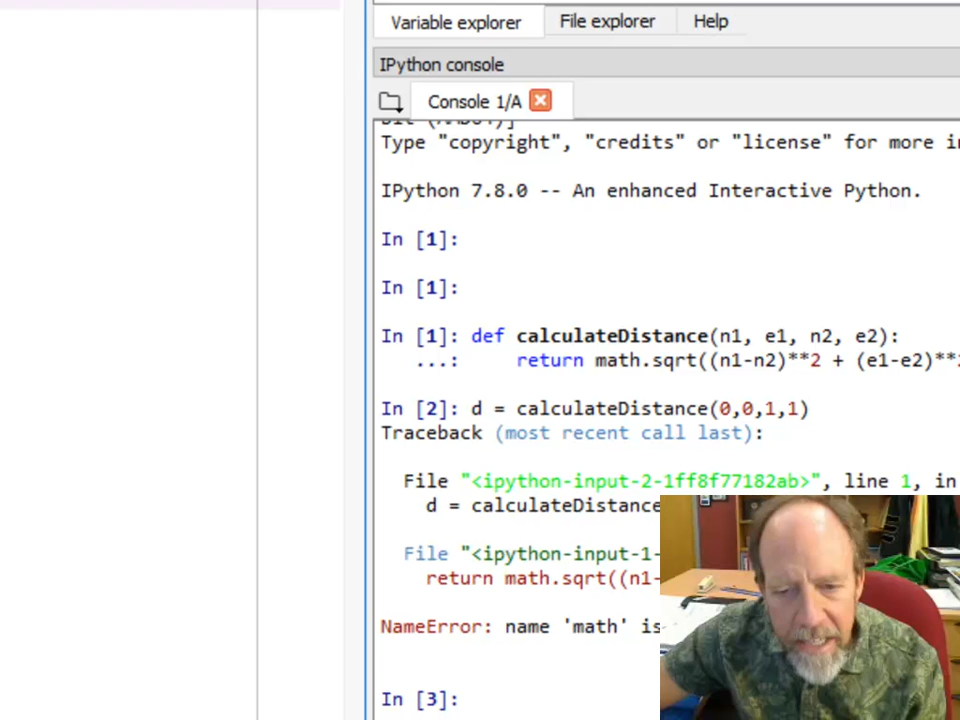 Variable explorer File explorer Help
IPython console
Console 1/A
Type "copyright", "credits" or "license" for more
IPython 7.8.0 -- An enhanced Interactive Python.
In [1]:
In [1]:
In [1]: def calculateDistance(n1, e1, n2, e2):
...: return math.sqrt((n1-n2)**2 + (e1-e2)**
In [2]: d = calculateDistance(0,0,1,1)
Traceback (most recent call last):
File "<ipython-input-2-1ff8f77182ab>", line 1, in
d = calculateDistance
File "<ipython-input-1-
return math.sqrt((n1-
NameError: name 'math' is
In [3]: